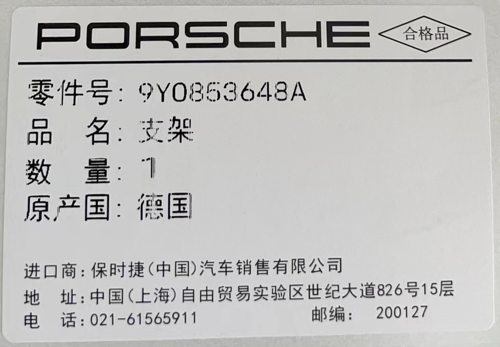 PORSCHE 合格品
零件号: 9Y0853648A
品 名: 支架
数 量: 1
原产国: 德国
进口商: 保时捷(中国)汽车销售有限公司
地 址: 中国(上海)自由贸易实验区世纪大道826号15层
电 话: 021-61565911 邮编: 200127